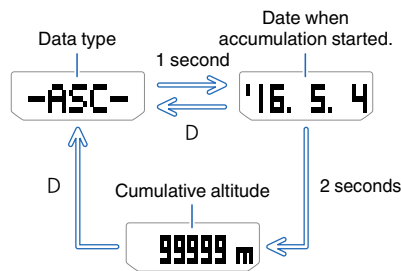 Date when
accumulation started.
Data type
1 second
-ASC-
'16. 5. 4
D
D
2 seconds
Cumulative altitude
99999 m